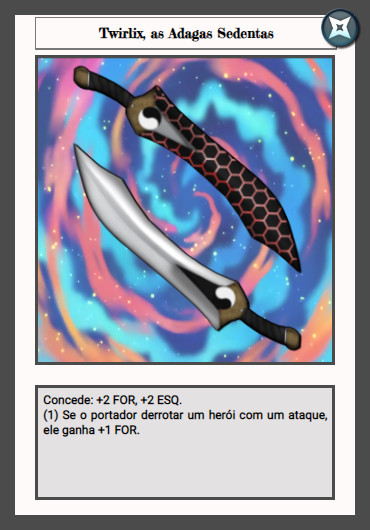 Twirlix, as Adagas Sedentas
Concede: +2 FOR, +2 ESQ.
(1) Se o portador derrotar um herói com um ataque,
ele ganha +1 FOR.